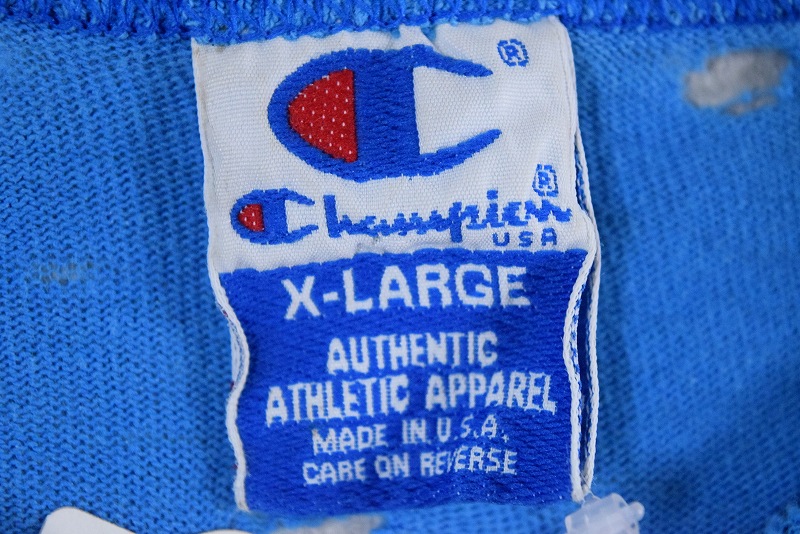 ®
Champion ®
USA
X-LARGE
AUTHENTIC
ATHLETIC APPAREL
MADE IN U.S.A.
CARE ON REVERSE